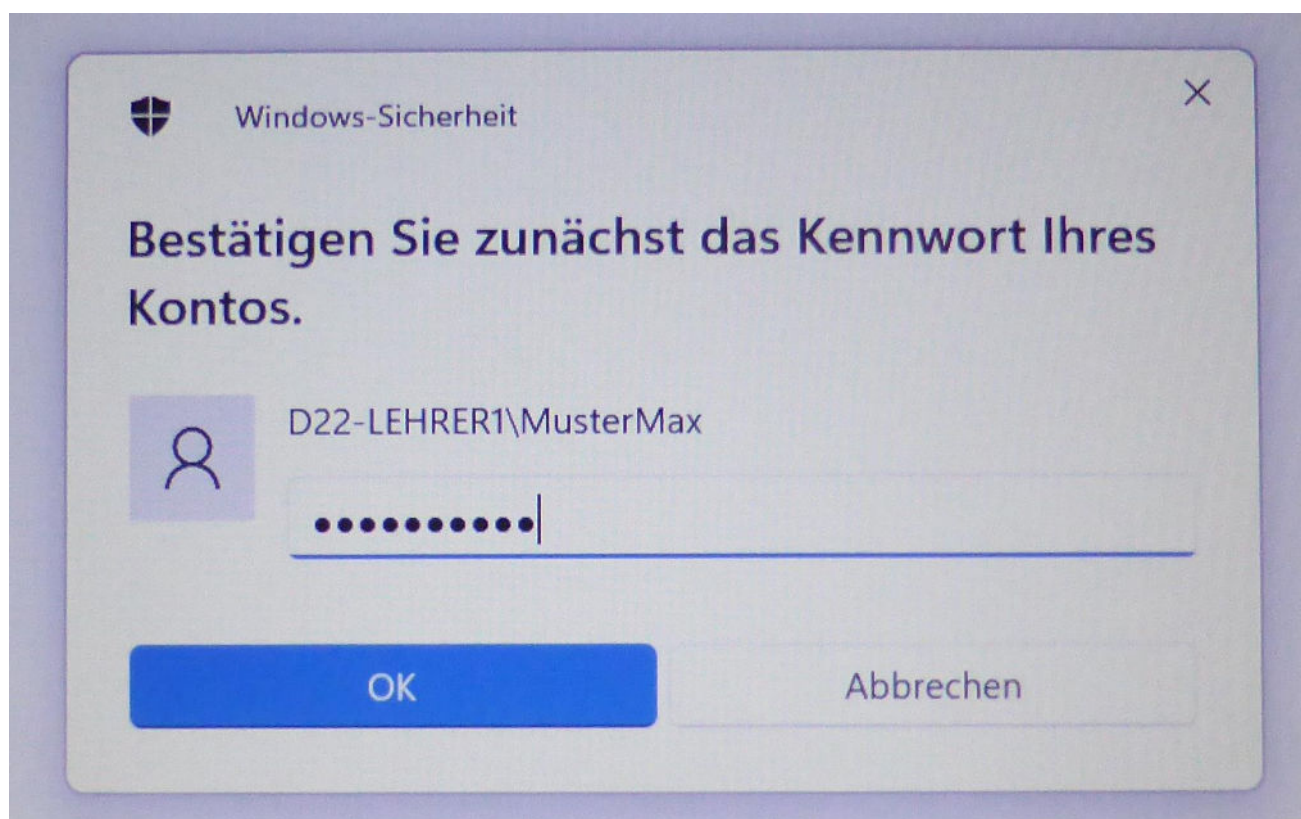 Windows-Sicherheit
Bestätigen Sie zunächst das Kennwort Ihres
Kontos.
D22-LEHRER1\MusterMax
••••••••••
OK
Abbrechen